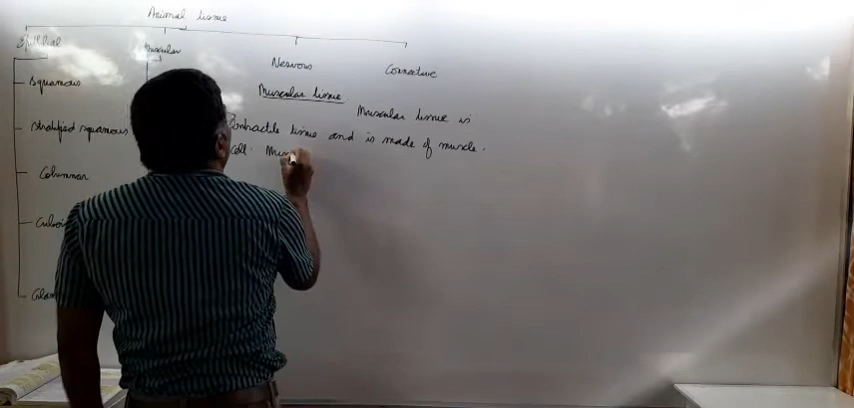 Animal tissue
Epithelial
Muscular
Nervous
Connective
Squamous
Stratified squamous
Columnar
Muscular tissue
Muscular tissue is
Contractile tissue and is made of muscle.
Cell.